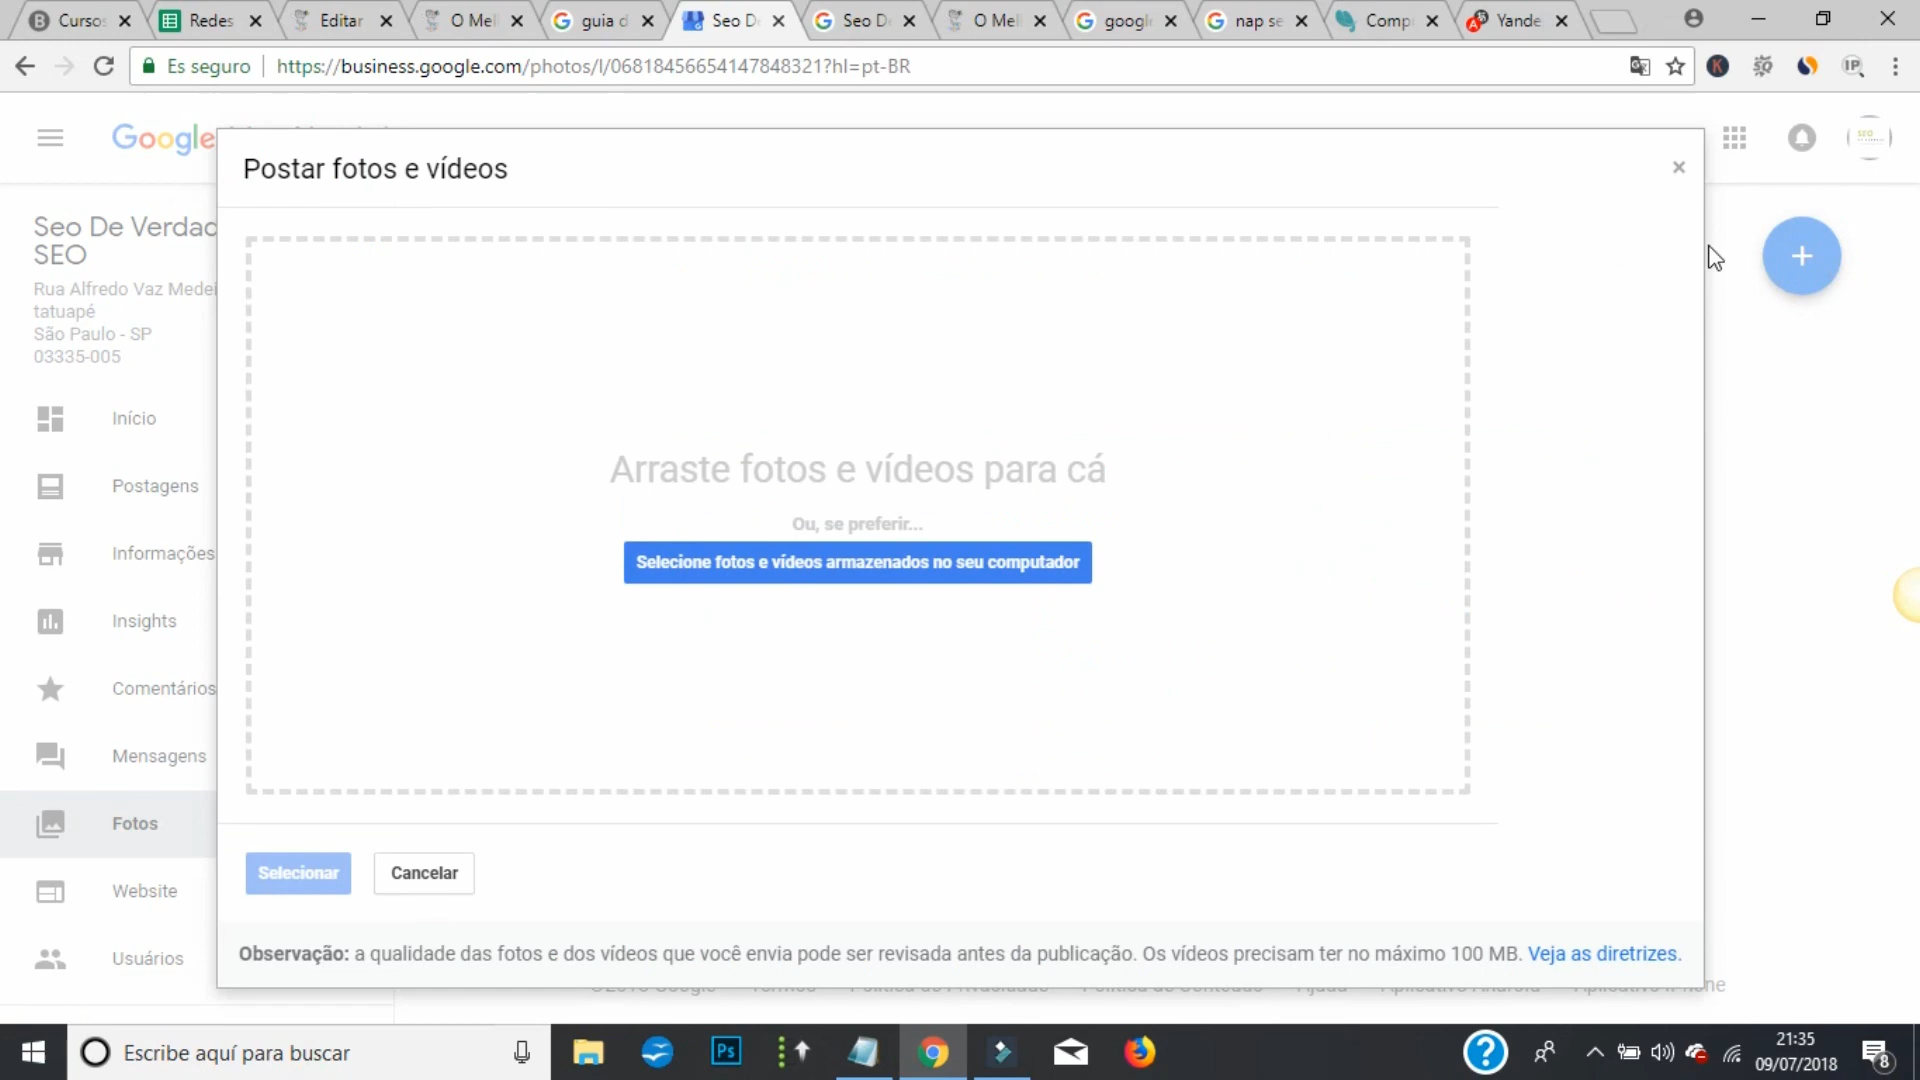 Cursos
Redes
Editar
O Mel
guia d
Seo D
Seo D
O Mel
google
nap se
Comp
Yande
Es seguro
https://business.google.com/photos/l/06818456654147848321?hl=pt-BR
Google
Postar fotos e vídeos
Seo De Verdad
SEO
Rua Alfredo Vaz Medei
tatuapé
São Paulo - SP
03335-005
Início
Postagens
Informações
Insights
Comentários
Mensagens
Fotos
Website
Usuários
Arraste fotos e vídeos para cá
Ou, se preferir...
Selecione fotos e vídeos armazenados no seu computador
Selecionar
Cancelar
Observação: a qualidade das fotos e dos vídeos que você envia pode ser revisada antes da publicação. Os vídeos precisam ter no máximo 100 MB. Veja as diretrizes.
Escribe aquí para buscar
Ps
21:35
09/07/2018
8